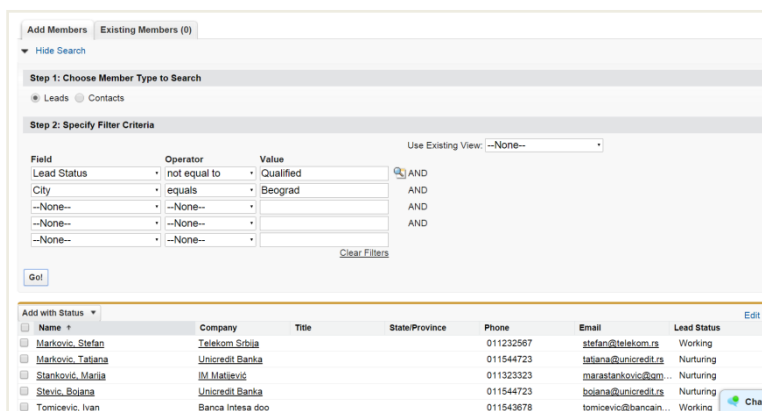 Add Members Existing Members (0)
Hide Search
Step 1: Choose Member Type to Search
Leads Contacts
Step 2: Specify Filter Criteria
Use Existing View: --None--
Field Operator Value
Lead Status not equal to Qualified AND
City equals Beograd AND
--None-- --None-- AND
--None-- --None-- AND
--None-- --None--
Clear Filters
Go!
Add with Status Edit
Name Company Title State/Province Phone Email Lead Status
Markovic, Stefan Telekom Srbija 011232567 stefan@telekom.rs Working
Markovic, Tatjana Unicredit Banka 011544723 tatjana@unicredit.rs Nurturing
Stanković, Marija IM Matijević 011323323 marastankovic@gm... Nurturing
Stevic, Bojana Unicredit Banka 011544723 bojana@unicredit.rs Nurturing
Tomicevic, Ivan Banca Intesa doo 011543678 tomicevic@bancain... Working
Cha